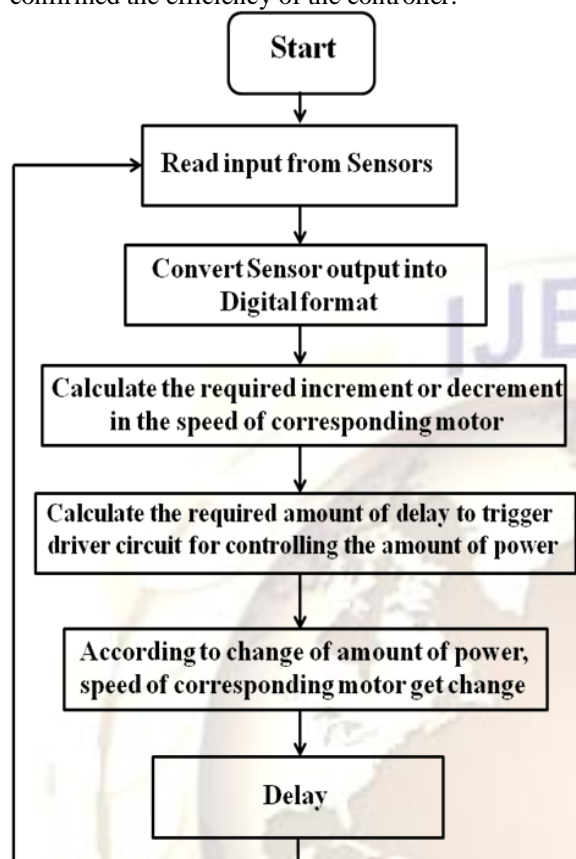 confirmed the efficiency of the controller.
Start
Read input from Sensors
Convert Sensor output into
Digital format
IJE
Calculate the required increment or decrement
in the speed of corresponding motor
Calculate the required amount of delay to trigger
driver circuit for controlling the amount of power
According to change of amount of power,
speed of corresponding motor get change
Delay